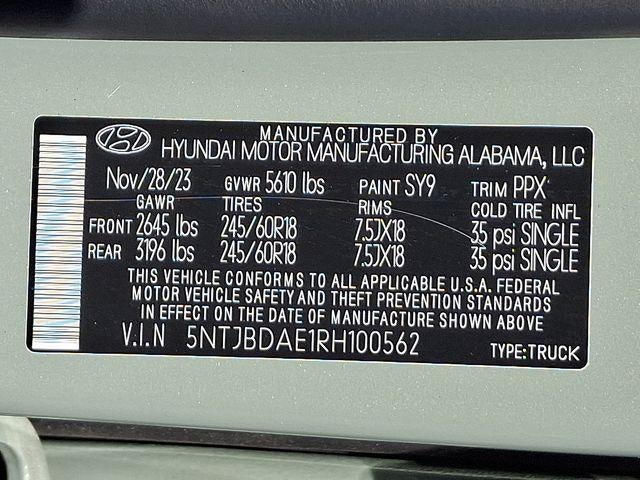 MANUFACTURED BY
HYUNDAI MOTOR MANUFACTURING ALABAMA, LLC
Nov/28/23 GVWR 5610 lbs PAINT SY9 TRIM PPX
GAWR TIRES RIMS COLD TIRE INFL
FRONT 2645 lbs 245/60R18 7.5JX18 35 psi SINGLE
REAR 3196 lbs 245/60R18 7.5JX18 35 psi SINGLE
THIS VEHICLE CONFORMS TO ALL APPLICABLE U.S.A. FEDERAL
MOTOR VEHICLE SAFETY AND THEFT PREVENTION STANDARDS
IN EFFECT ON THE DATE OF MANUFACTURE SHOWN ABOVE
V.I.N 5NTJBDAE1RH100562 TYPE:TRUCK